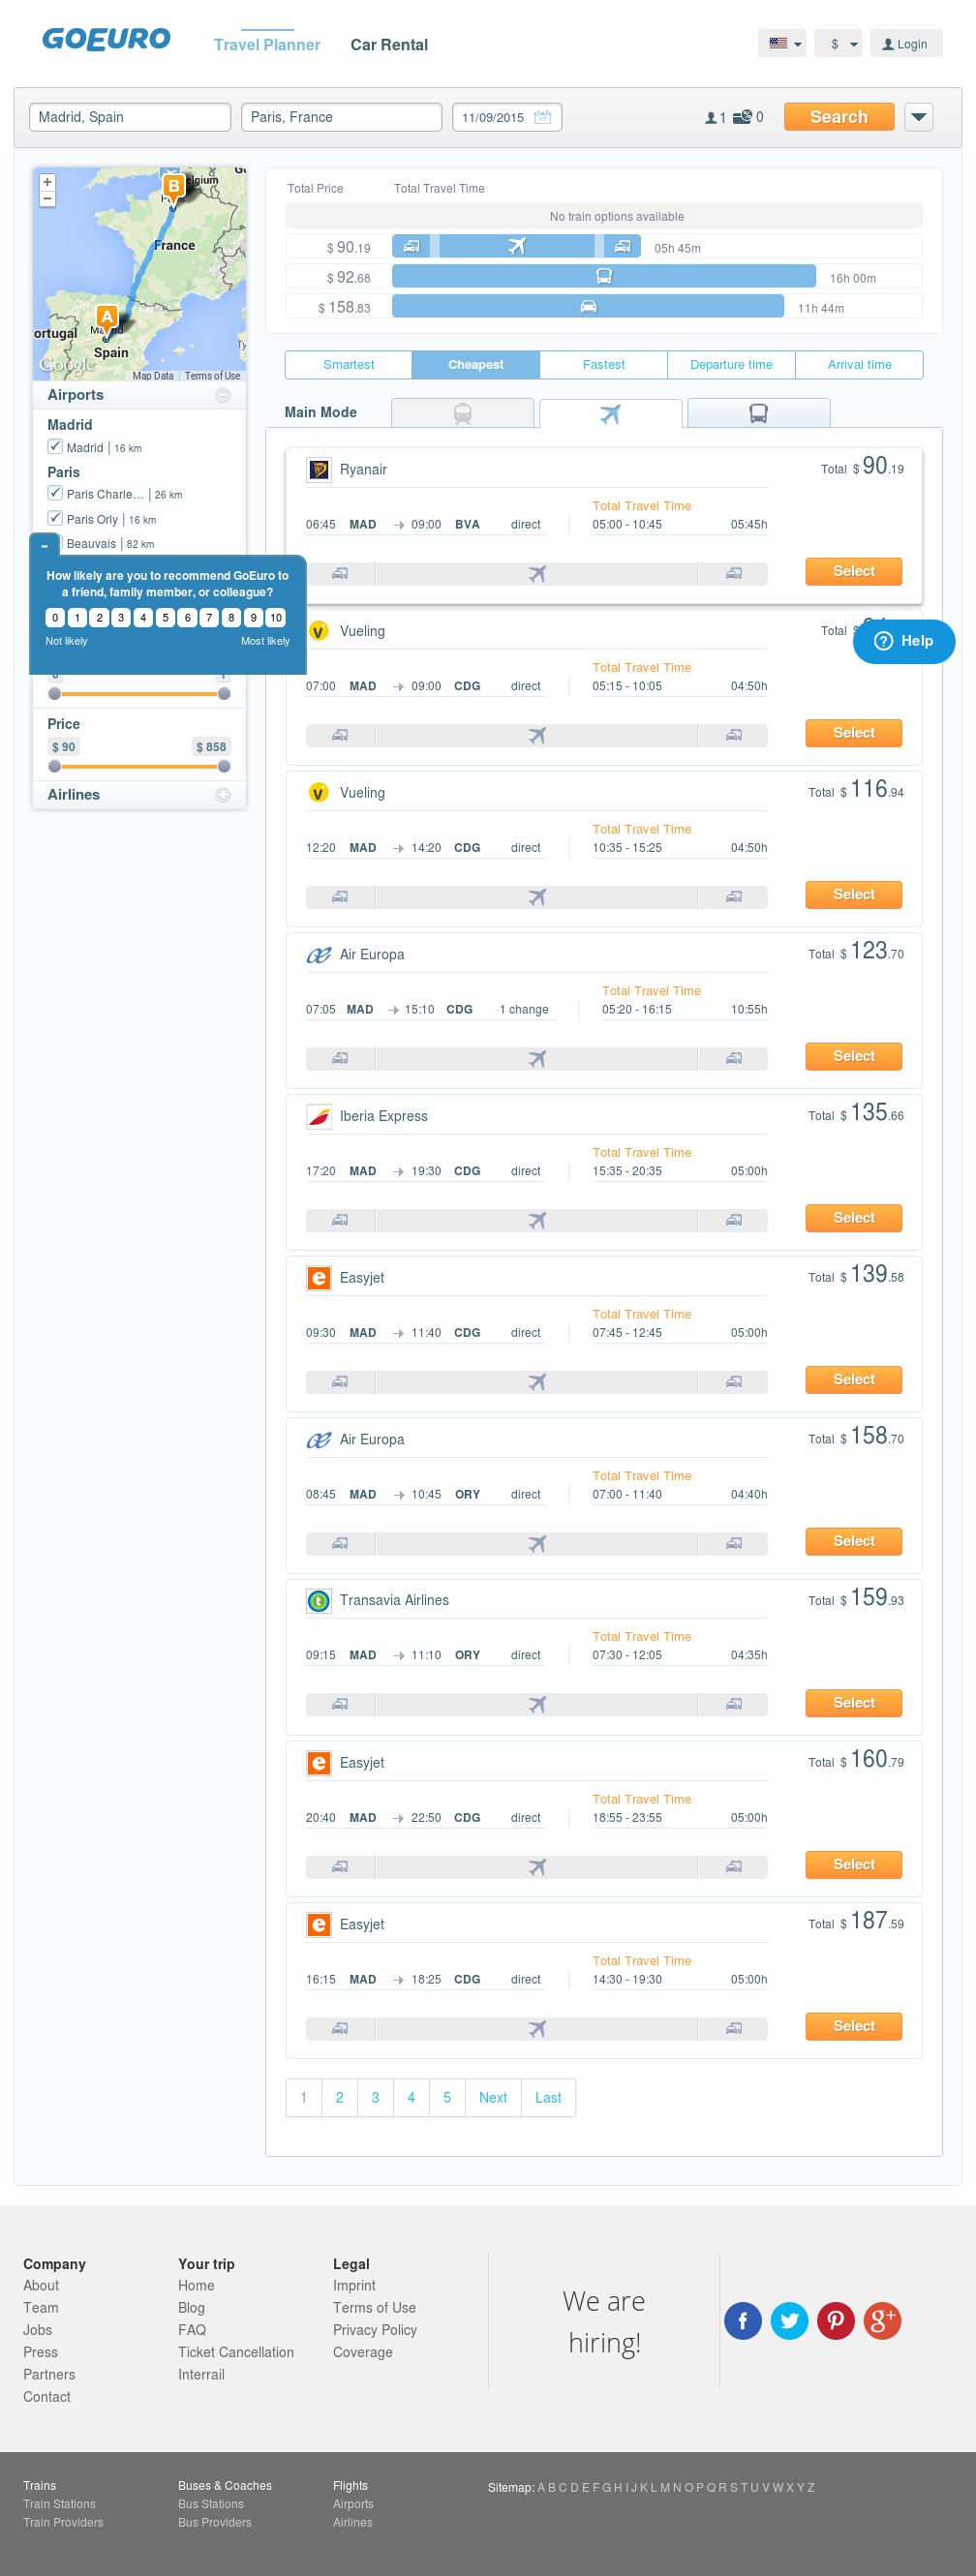 GOEURO
Travel Planner
Car Rental
$
Login
Madrid, Spain
Paris, France
11/09/2015
1
0
Search
+
−
B
Belgium
France
A
Madrid
Portugal
Spain
Google
Map Data
Terms of Use
Airports
Madrid
Madrid | 16 km
Paris
Paris Charle... | 26 km
Paris Orly | 16 km
Beauvais | 82 km
-
How likely are you to recommend GoEuro to
a friend, family member, or colleague?
0 1 2 3 4 5 6 7 8 9 10
Not likely
Most likely
Price
$ 90
$ 858
Airlines
Total Price
Total Travel Time
No train options available
$ 90.19
05h 45m
$ 92.68
16h 00m
$ 158.83
11h 44m
Smartest
Cheapest
Fastest
Departure time
Arrival time
Main Mode
Ryanair
Total $ 90.19
Total Travel Time
06:45 MAD 09:00 BVA direct
05:00 - 10:45 05:45h
Select
Vueling
Total $
Help
Total Travel Time
07:00 MAD 09:00 CDG direct
05:15 - 10:05 04:50h
Select
Vueling
Total $ 116.94
Total Travel Time
12:20 MAD 14:20 CDG direct
10:35 - 15:25 04:50h
Select
Air Europa
Total $ 123.70
Total Travel Time
07:05 MAD 15:10 CDG 1 change
05:20 - 16:15 10:55h
Select
Iberia Express
Total $ 135.66
Total Travel Time
17:20 MAD 19:30 CDG direct
15:35 - 20:35 05:00h
Select
Easyjet
Total $ 139.58
Total Travel Time
09:30 MAD 11:40 CDG direct
07:45 - 12:45 05:00h
Select
Air Europa
Total $ 158.70
Total Travel Time
08:45 MAD 10:45 ORY direct
07:00 - 11:40 04:40h
Select
Transavia Airlines
Total $ 159.93
Total Travel Time
09:15 MAD 11:10 ORY direct
07:30 - 12:05 04:35h
Select
Easyjet
Total $ 160.79
Total Travel Time
20:40 MAD 22:50 CDG direct
18:55 - 23:55 05:00h
Select
Easyjet
Total $ 187.59
Total Travel Time
16:15 MAD 18:25 CDG direct
14:30 - 19:30 05:00h
Select
1 2 3 4 5 Next Last
Company
About
Team
Jobs
Press
Partners
Contact
Your trip
Home
Blog
FAQ
Ticket Cancellation
Interrail
Legal
Imprint
Terms of Use
Privacy Policy
Coverage
We are
hiring!
Trains
Train Stations
Train Providers
Buses & Coaches
Bus Stations
Bus Providers
Flights
Airports
Airlines
Sitemap: A B C D E F G H I J K L M N O P Q R S T U V W X Y Z